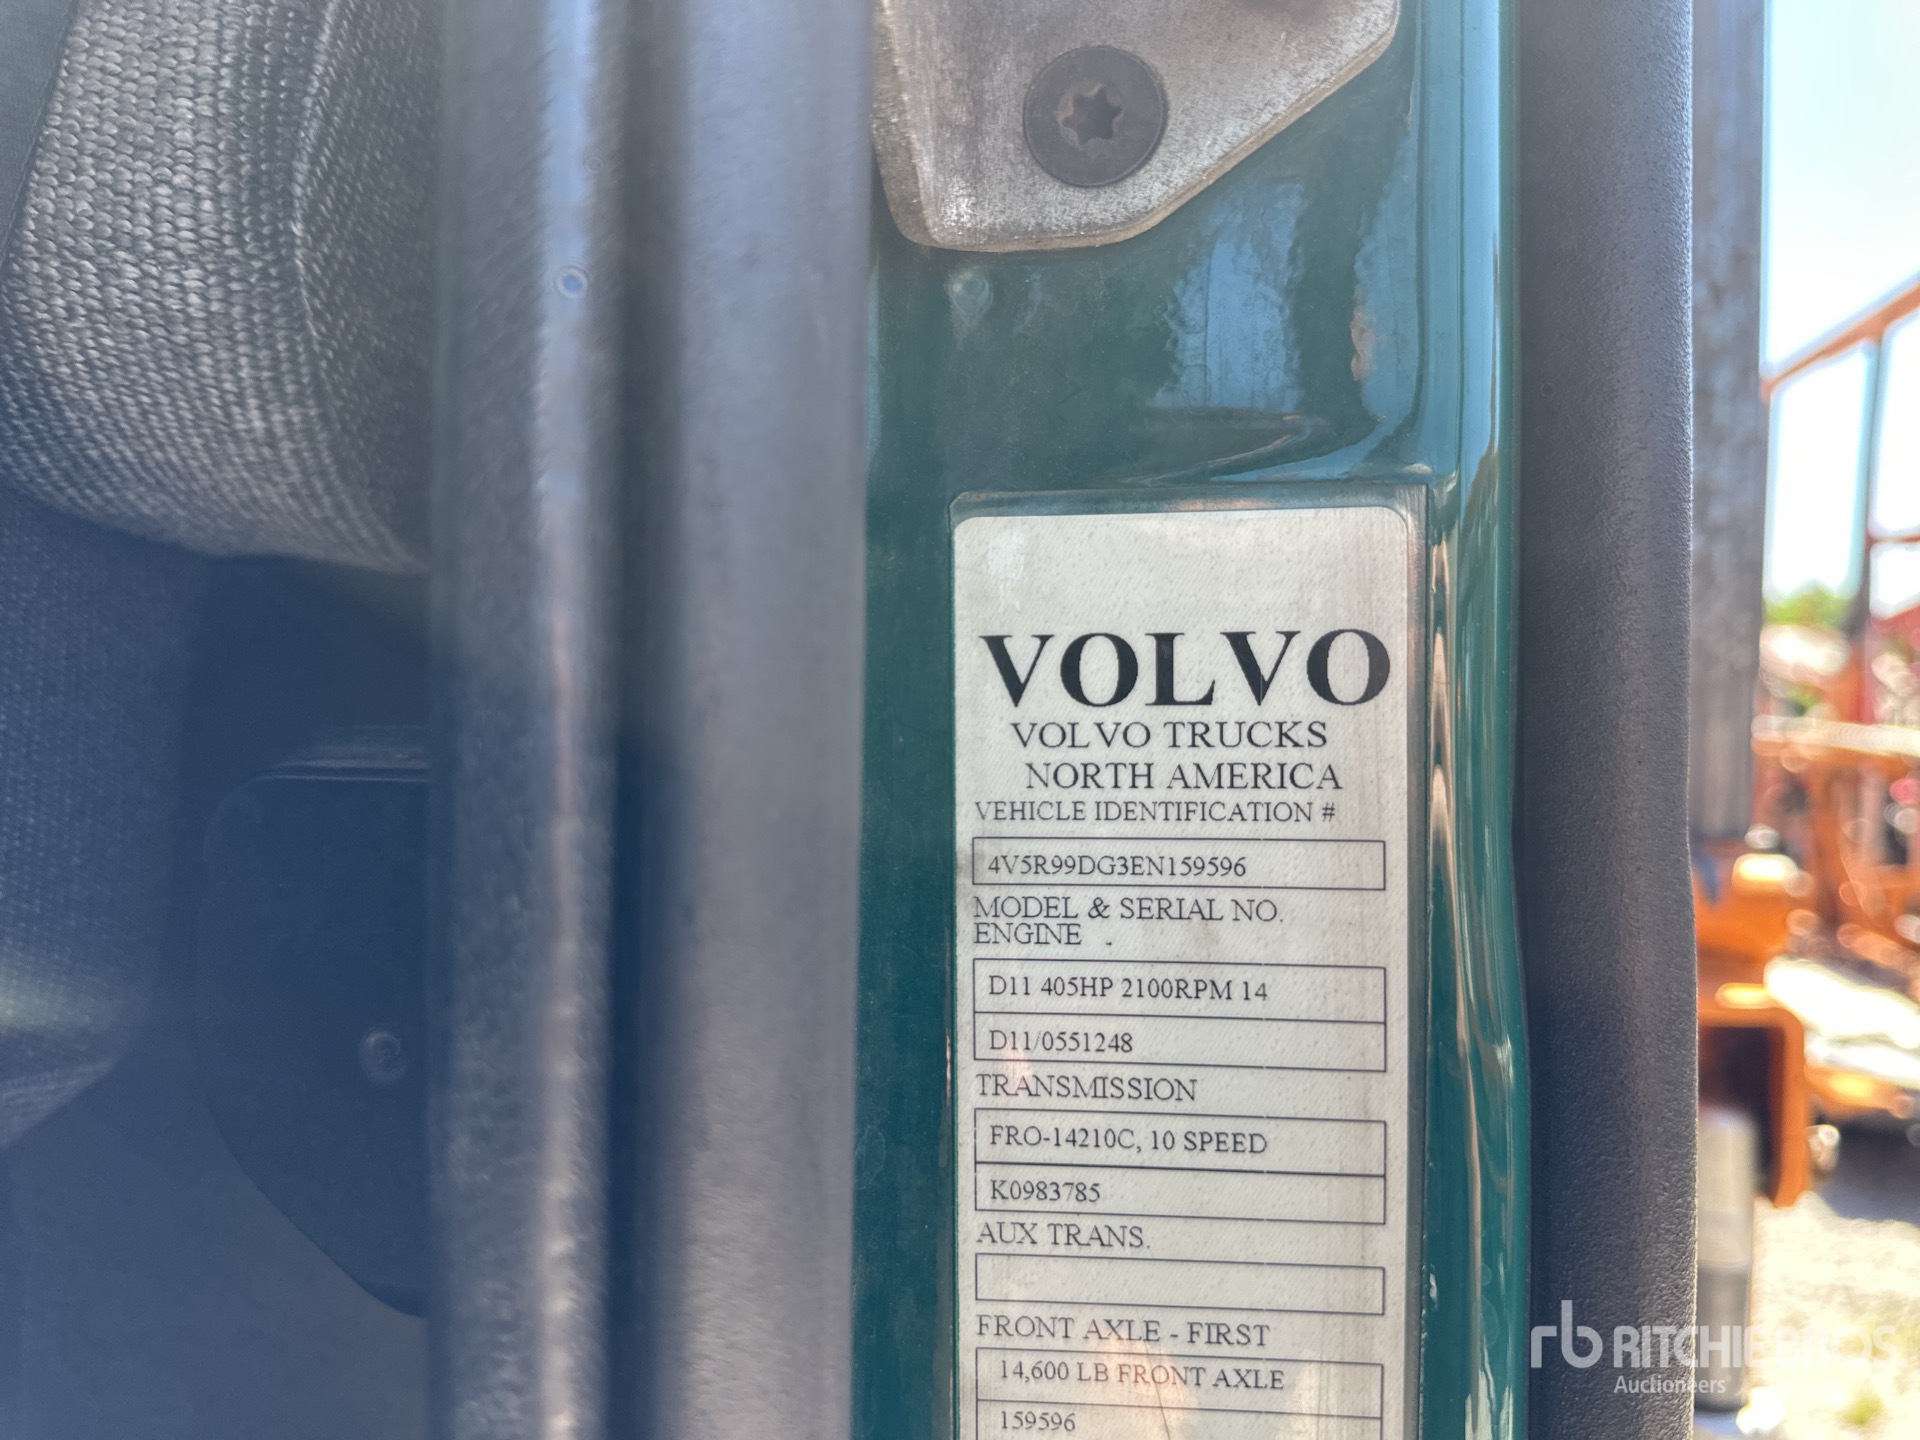 VOLVO
VOLVO TRUCKS
NORTH AMERICA
VEHICLE IDENTIFICATION #
4V5R99DG3EN159596
MODEL & SERIAL NO.
ENGINE
D11 405HP 2100RPM 14
D11/0551248
TRANSMISSION
FRO-14210C, 10 SPEED
K0983785
AUX TRANS.
FRONT AXLE - FIRST
14,600 LB FRONT AXLE
159596
rb RITCHIE BROS
Auctioneers